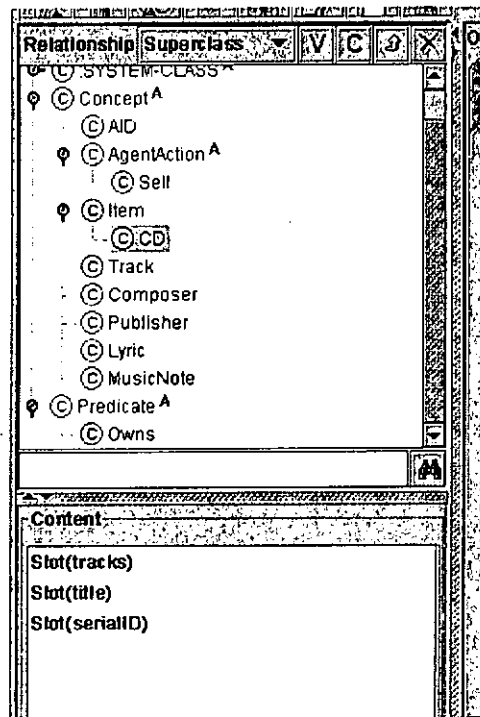 Relationship Superclass V C X
C :SYSTEM-CLASS A
C Concept A
C AID
C AgentAction A
C Self
C Item
C CD
C Track
C Composer
C Publisher
C Lyric
C MusicNote
C Predicate A
C Owns
Content
Slot(tracks)
Slot(title)
Slot(serialID)